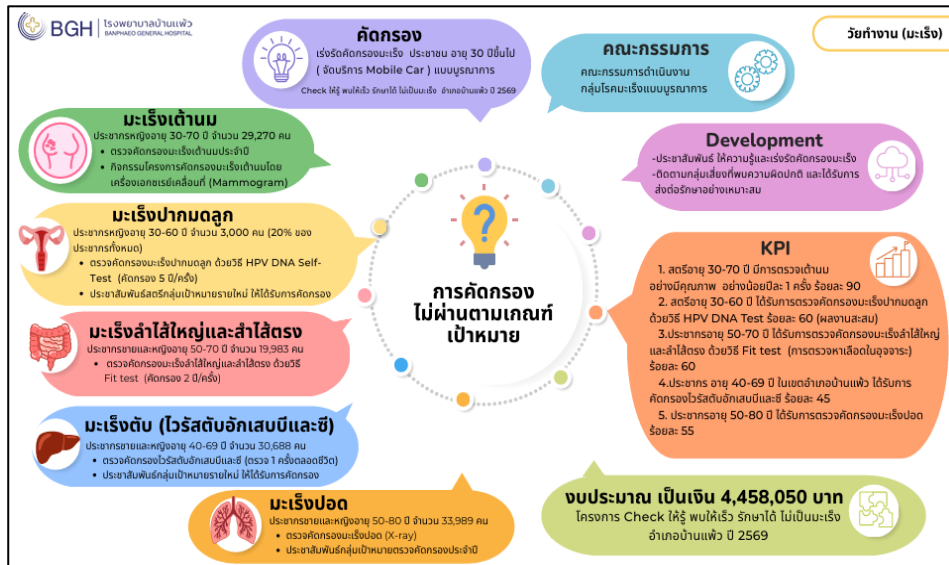 BGH
โรงพยาบาลบ้านแพ้ว
BANPHAEO GENERAL HOSPITAL
วัยทำงาน (มะเร็ง)
คัดกรอง
เร่งรัดคัดกรองมะเร็ง ประชาชน อายุ 30 ปีขึ้นไป
( จัดบริการ Mobile Car ) แบบบูรณาการ
Check ให้รู้ พบให้เร็ว รักษาได้ ไม่เป็นมะเร็ง อำเภอบ้านแพ้ว ปี 2569
คณะกรรมการ
คณะกรรมการดำเนินงาน
กลุ่มโรคมะเร็งแบบบูรณาการ
มะเร็งเต้านม
ประชากรหญิงอายุ 30-70 ปี จำนวน 29,270 คน
• ตรวจคัดกรองมะเร็งเต้านมประจำปี
• กิจกรรมโครงการคัดกรองมะเร็งเต้านมโดย
เครื่องเอกซเรย์เคลื่อนที่ (Mammogram)
Development
-ประชาสัมพันธ์ ให้ความรู้และเร่งรัดคัดกรองมะเร็ง
-ติดตามกลุ่มเสี่ยงที่พบความผิดปกติ และได้รับการ
ส่งต่อรักษาอย่างเหมาะสม
มะเร็งปากมดลูก
ประชากรหญิงอายุ 30-60 ปี จำนวน 3,000 คน (20% ของ
ประชากรทั้งหมด)
• ตรวจคัดกรองมะเร็งปากมดลูก ด้วยวิธี HPV DNA Self-
Test (คัดกรอง 5 ปี/ครั้ง)
• ประชาสัมพันธ์สตรีกลุ่มเป้าหมายรายใหม่ ให้ได้รับการคัดกรอง
การคัดกรอง
ไม่ผ่านตามเกณฑ์
เป้าหมาย
KPI
1. สตรีอายุ 30-70 ปี มีการตรวจเต้านม
อย่างมีคุณภาพ อย่างน้อยปีละ 1 ครั้ง ร้อยละ 90
2. สตรีอายุ 30-60 ปี ได้รับการตรวจคัดกรองมะเร็งปากมดลูก
ด้วยวิธี HPV DNA Test ร้อยละ 60 (ผลงานสะสม)
3.ประชากรอายุ 50-70 ปี ได้รับการตรวจคัดกรองมะเร็งลำไส้ใหญ่
และลำไส้ตรง ด้วยวิธี Fit test (การตรวจหาเลือดในอุจจาระ)
ร้อยละ 60
4.ประชากร อายุ 40-69 ปี ในเขตอำเภอบ้านแพ้ว ได้รับการ
คัดกรองไวรัสตับอักเสบบีและซี ร้อยละ 45
5. ประชากรอายุ 50-80 ปี ได้รับการตรวจคัดกรองมะเร็งปอด
ร้อยละ 55
มะเร็งลำไส้ใหญ่และลำไส้ตรง
ประชากรชายและหญิงอายุ 50-70 ปี จำนวน 19,983 คน
• ตรวจคัดกรองมะเร็งลำไส้ใหญ่และลำไส้ตรง ด้วยวิธี
Fit test (คัดกรอง 2 ปี/ครั้ง)
มะเร็งตับ (ไวรัสตับอักเสบบีและซี)
ประชากรชายและหญิงอายุ 40-69 ปี จำนวน 30,688 คน
• ตรวจคัดกรองไวรัสตับอักเสบบีและซี (ตรวจ 1 ครั้งตลอดชีวิต)
• ประชาสัมพันธ์กลุ่มเป้าหมายรายใหม่ ให้ได้รับการคัดกรอง
มะเร็งปอด
ประชากรชายและหญิงอายุ 50-80 ปี จำนวน 33,989 คน
• ตรวจคัดกรองมะเร็งปอด (X-ray)
• ประชาสัมพันธ์กลุ่มเป้าหมายตรวจคัดกรองประจำปี
งบประมาณ เป็นเงิน 4,458,050 บาท
โครงการ Check ให้รู้ พบให้เร็ว รักษาได้ ไม่เป็นมะเร็ง
อำเภอบ้านแพ้ว ปี 2569